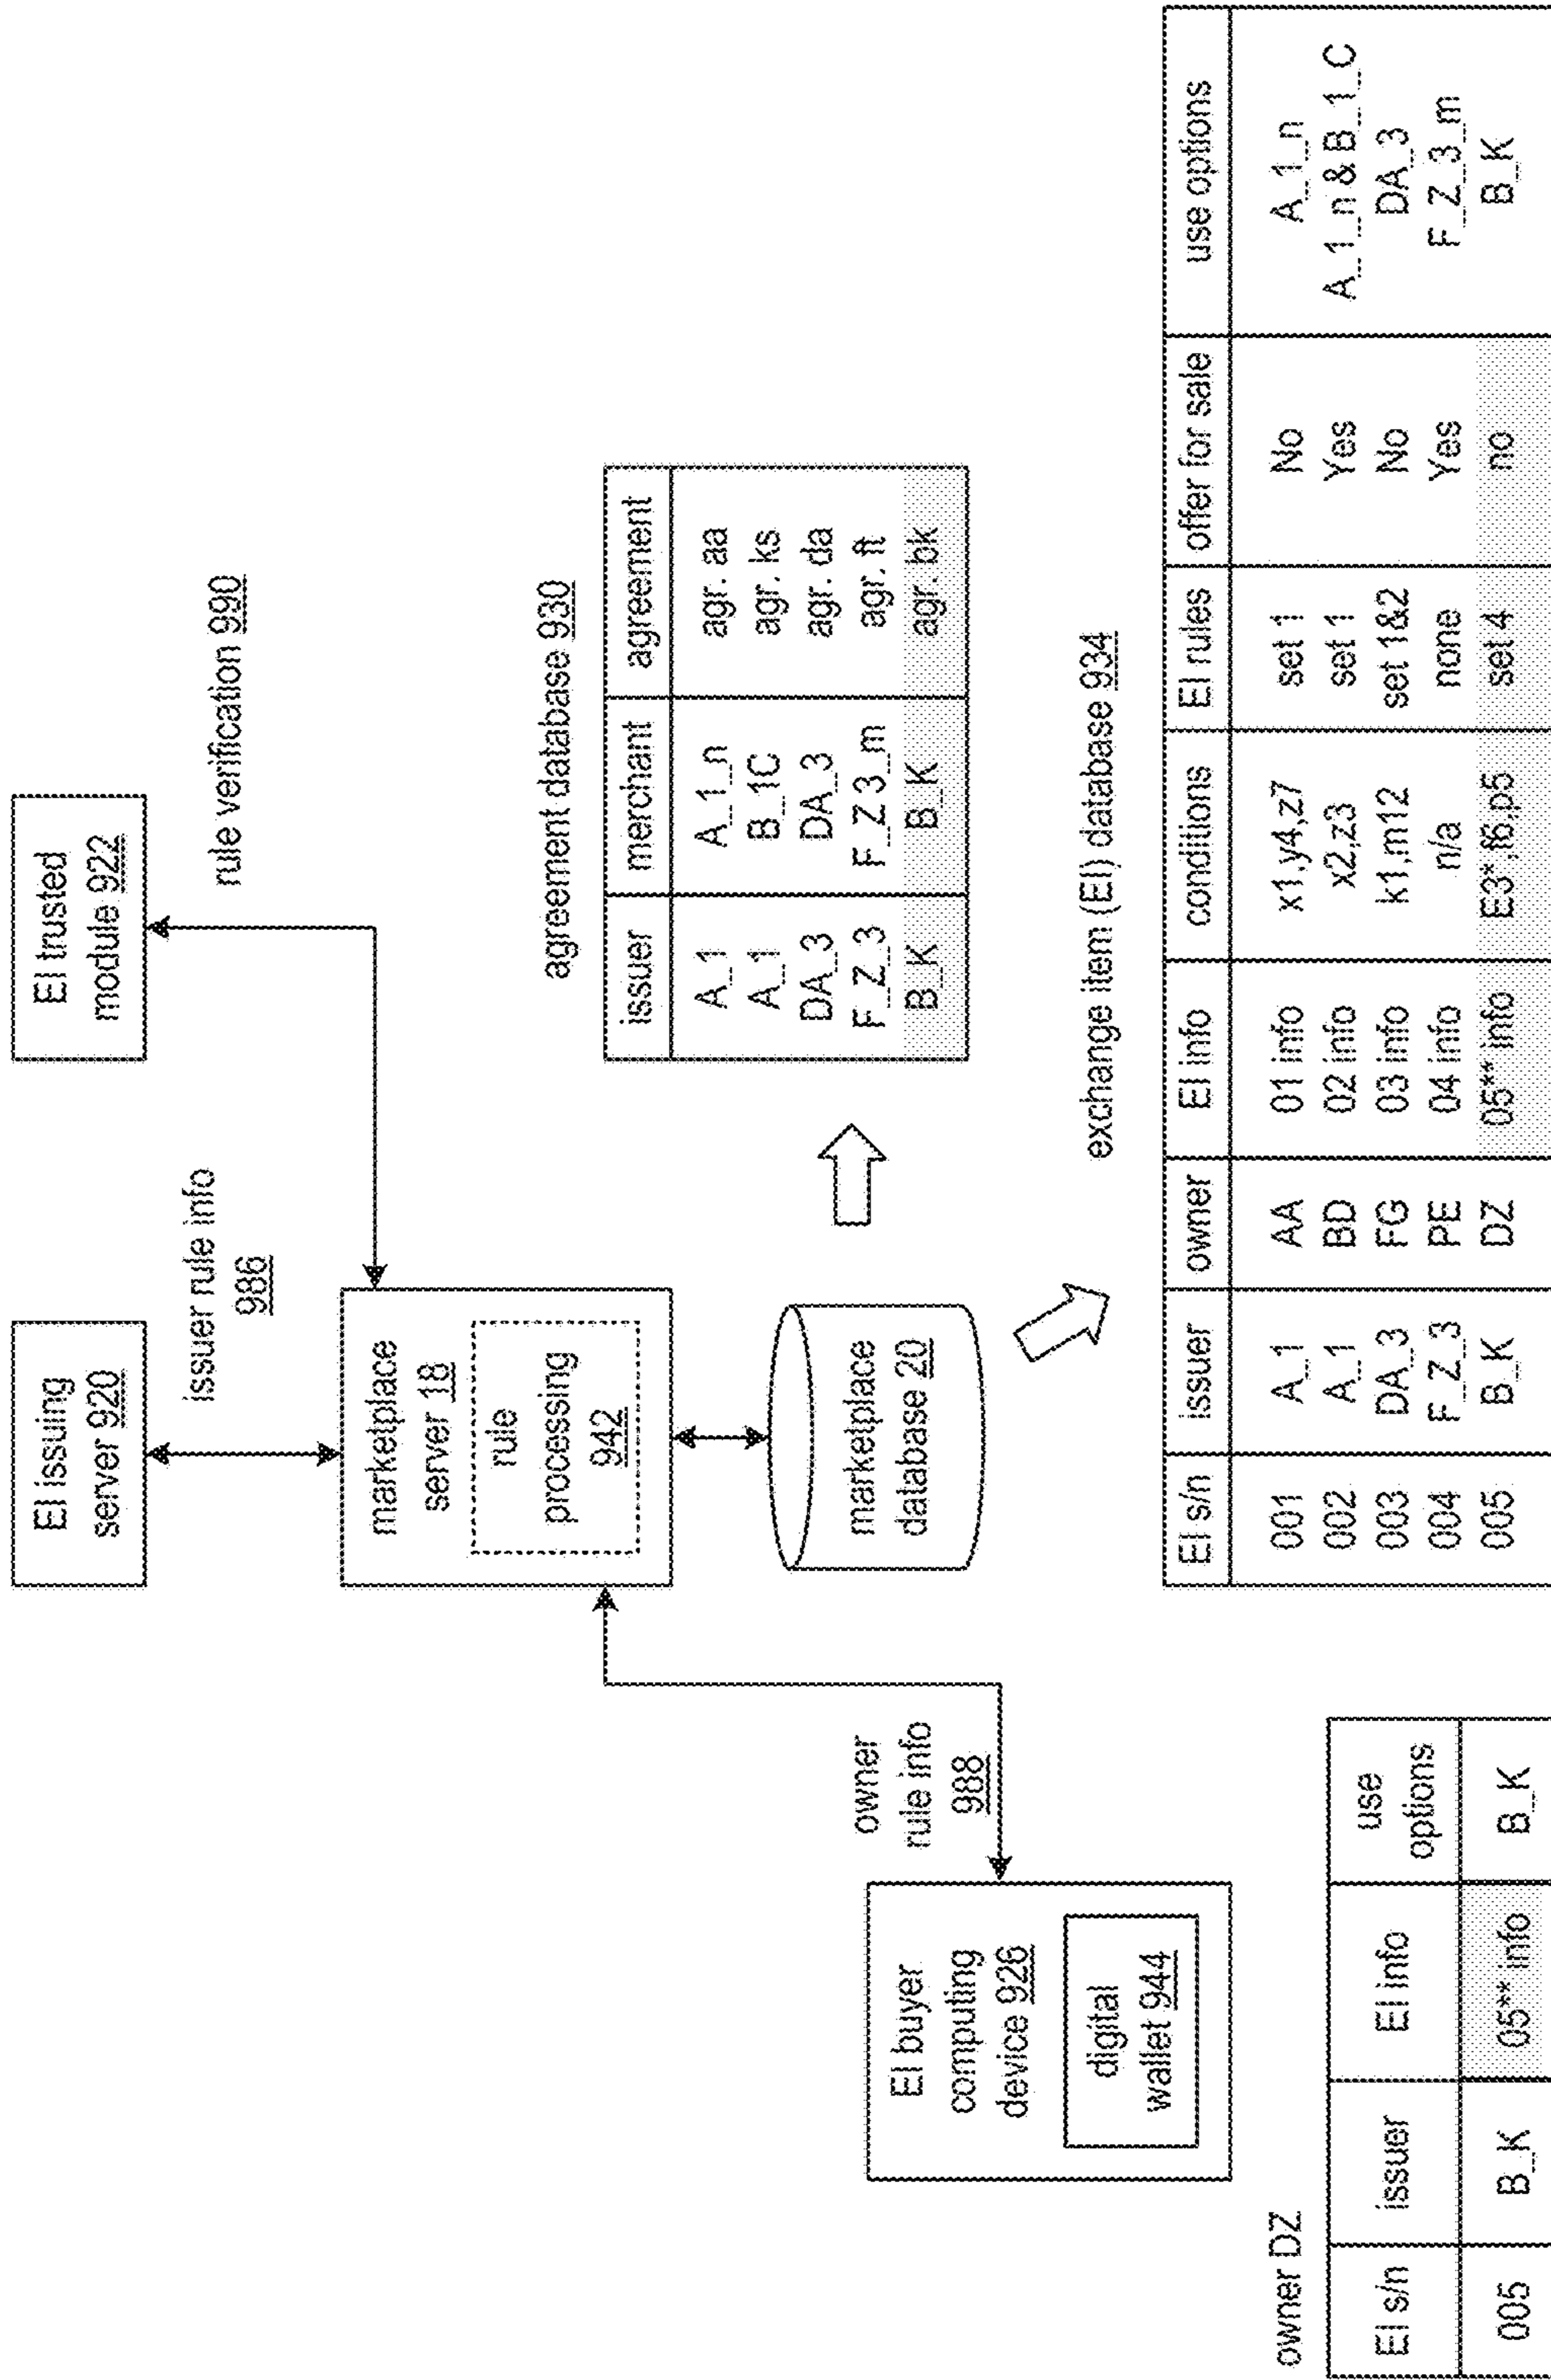 EI issuing
server 920
EI trusted
module 922
issuer rule info
986
rule verification 990
marketplace
server 18
rule
processing
942
marketplace
database 20
owner
rule info
988
EI buyer
computing
device 926
digital
wallet 944
agreement database 930
issuer merchant agreement
A_1 A_1_n agr. aa
A_1 B_1C agr. ks
DA_3 DA_3 agr. da
F_Z_3 F_Z 3_m agr. ft
B_K B_K agr. bk
exchange item (EI) database 934
EI s/n issuer owner EI info conditions EI rules offer for sale use options
001 A_1 AA 01 info x1,y4,z7 set 1 No A_1_n
002 A_1 BD 02 info x2,z3 set 1 Yes A_1_n & B_1_C
003 DA_3 FG 03 info k1,m12 set 1&2 No DA_3
004 F_Z_3 PE 04 info n/a none Yes F_Z_3_m
005 B_K DZ 05** info E3*,f6,p5 set 4 no B_K
owner DZ
EI s/n issuer EI info use
options
005 B_K 05** info B_K